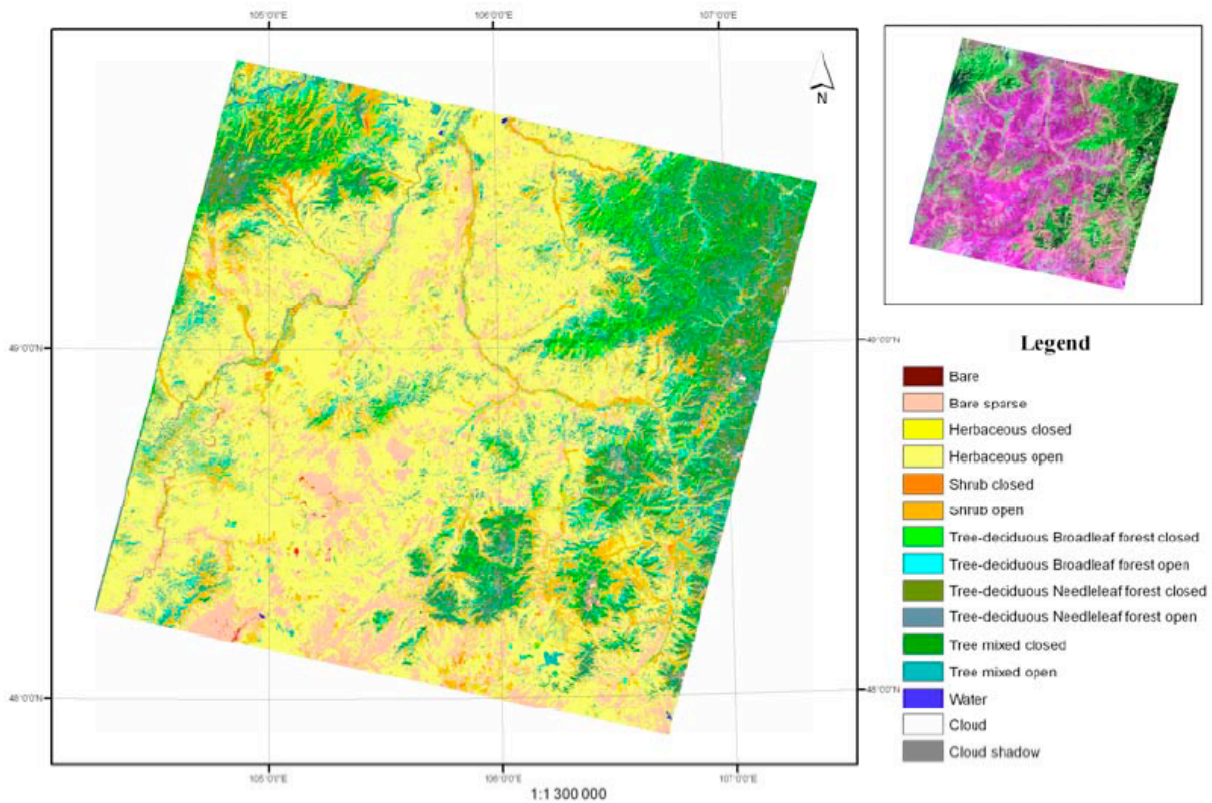 105°0'0"E
106°0'0"E
107°0'0"E
N
49°0'0"N
49°0'0"N
Legend
Bare
Bare sparse
Herbaceous closed
Herbaceous open
Shrub closed
Shrub open
Tree-deciduous Broadleaf forest closed
Tree-deciduous Broadleaf forest open
Tree-deciduous Needleleaf forest closed
Tree-deciduous Needleleaf forest open
Tree mixed closed
Tree mixed open
48°0'0"N
48°0'0"N
Water
Cloud
Cloud shadow
105°0'0"E
106°0'0"E
107°0'0"E
1:1 300 000